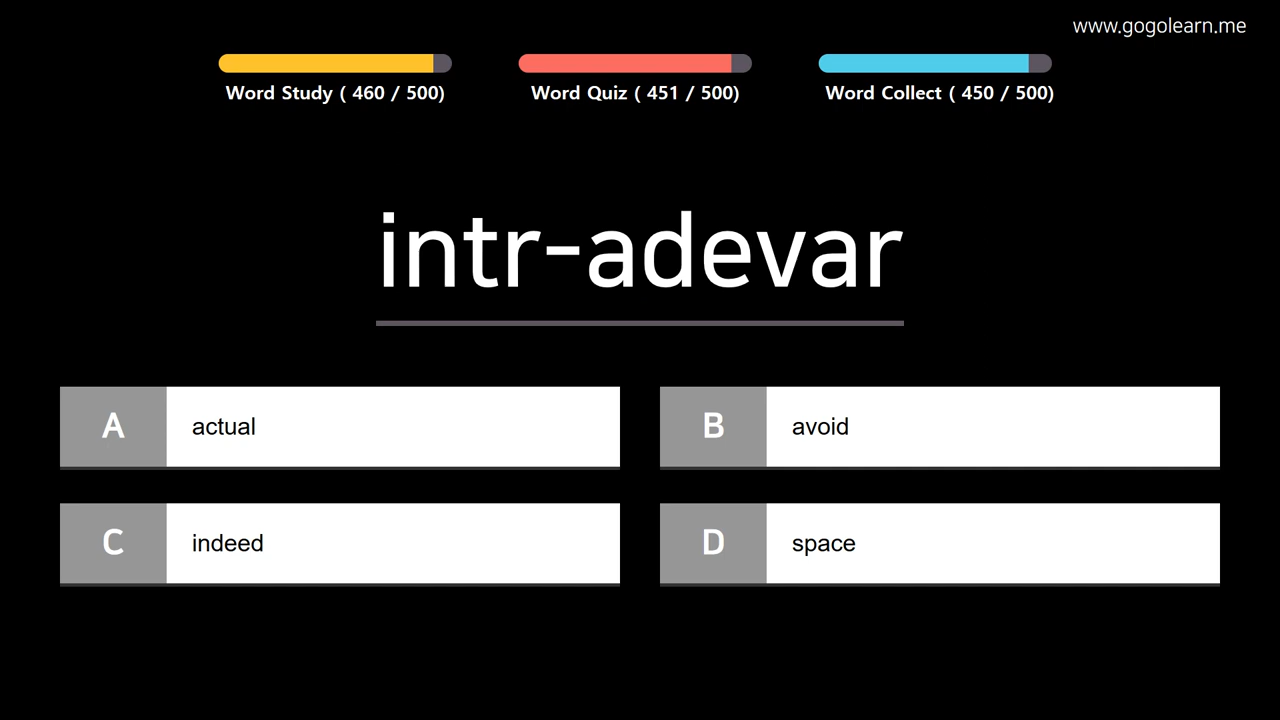 www.gogolearn.me
Word Study ( 460 / 500)
Word Quiz ( 451 / 500)
Word Collect ( 450 / 500)
intr-adevar
A
actual
B
avoid
C
indeed
D
space